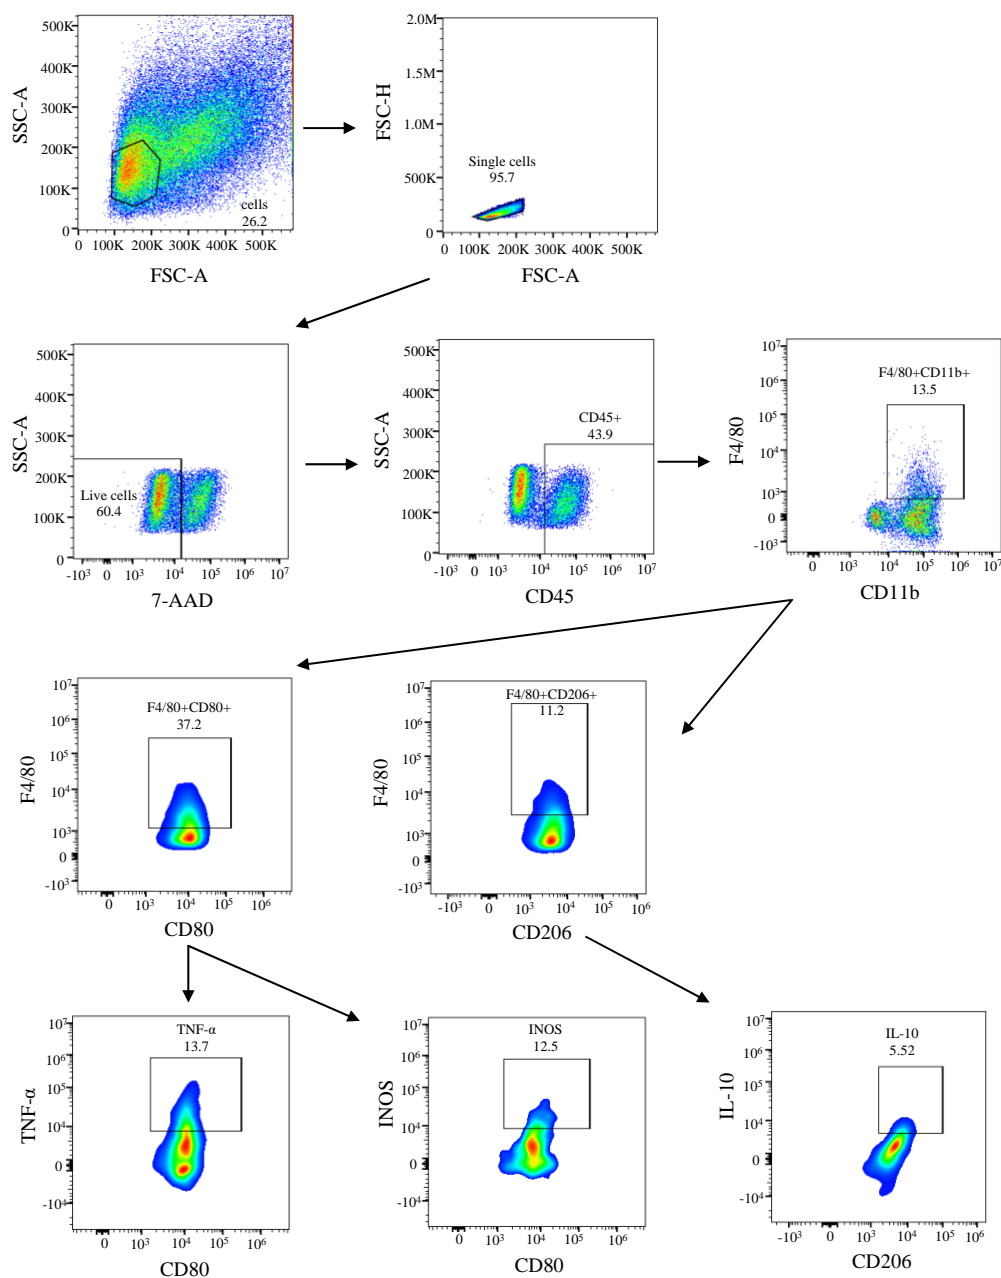 500K
400K
300K
200K
100K
0
SSC-A
cells
26.2
0 100K 200K 300K 400K 500K
FSC-A
2.0M
1.5M
1.0M
500K
0
FSC-H
Single cells
95.7
0 100K 200K 300K 400K 500K
FSC-A
500K
400K
300K
200K
100K
0
SSC-A
Live cells
60.4
-10³ 0 10³ 10⁴ 10⁵ 10⁶ 10⁷
7-AAD
500K
400K
300K
200K
100K
0
SSC-A
CD45+
43.9
-10³ 0 10³ 10⁴ 10⁵ 10⁶ 10⁷
CD45
10⁷
10⁶
10⁵
10⁴
10³
0
-10³
F4/80
F4/80+CD11b+
13.5
0 10³ 10⁴ 10⁵ 10⁶ 10⁷
CD11b
10⁷
10⁶
10⁵
10⁴
10³
0
-10³
F4/80
F4/80+CD80+
37.2
0 10³ 10⁴ 10⁵ 10⁶
CD80
10⁷
10⁶
10⁵
10⁴
10³
0
-10³
F4/80
F4/80+CD206+
11.2
-10³ 0 10³ 10⁴ 10⁵ 10⁶
CD206
10⁷
10⁶
10⁵
10⁴
0
-10⁴
TNF-α
TNF-α
13.7
0 10³ 10⁴ 10⁵ 10⁶
CD80
10⁷
10⁶
10⁵
10⁴
0
-10⁴
INOS
INOS
12.5
0 10³ 10⁴ 10⁵ 10⁶
CD80
10⁷
10⁶
10⁵
10⁴
0
-10⁴
IL-10
IL-10
5.52
-10³ 0 10³ 10⁴ 10⁵ 10⁶
CD206